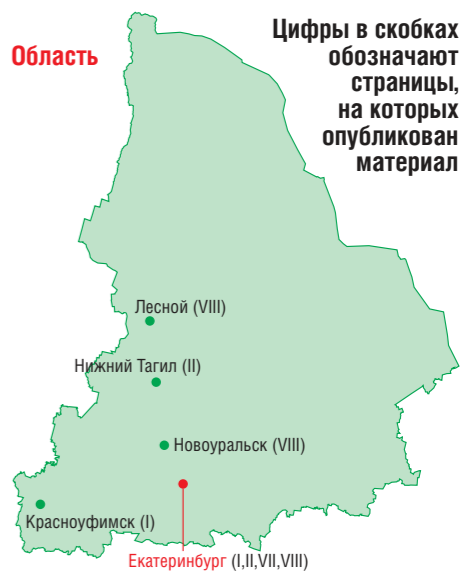 Область
Цифры в скобках
обозначают
страницы,
на которых
опубликован
материал
Лесной (VIII)
Нижний Тагил (II)
Новоуральск (VIII)
Красноуфимск (I)
Екатеринбург (I,II,VII,VIII)